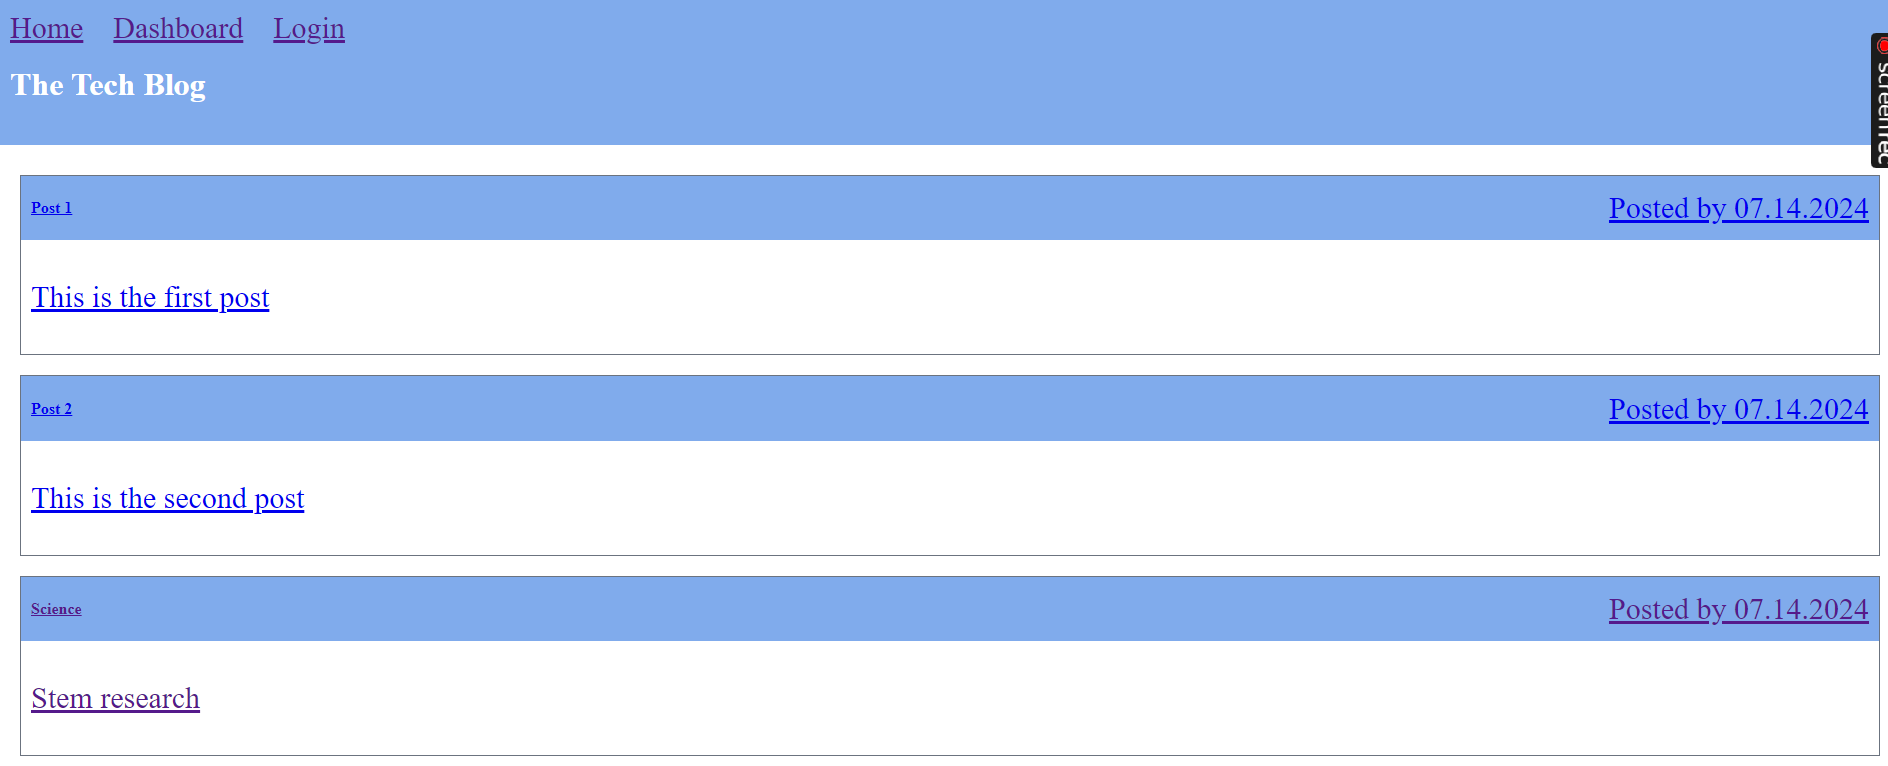 Home Dashboard Login
The Tech Blog
Post 1 Posted by 07.14.2024
This is the first post
Post 2 Posted by 07.14.2024
This is the second post
Science Posted by 07.14.2024
Stem research
screenrec